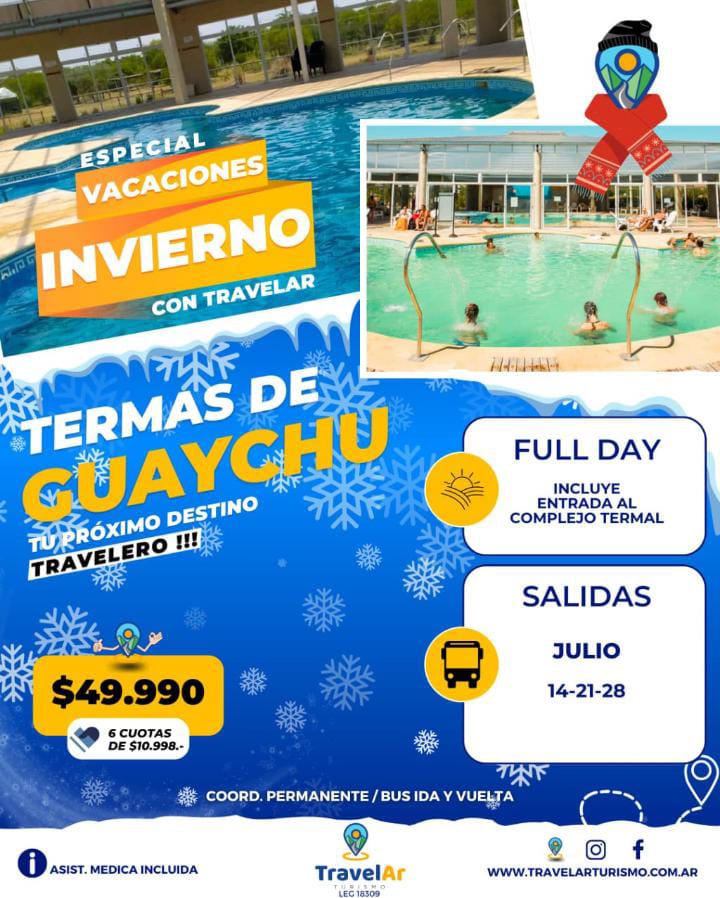 ESPECIAL
VACACIONES
INVIERNO
CON TRAVELAR
TERMAS DE
GUAYCHU
TU PRÓXIMO DESTINO
TRAVELERO !!!
FULL DAY
INCLUYE
ENTRADA AL
COMPLEJO TERMAL
SALIDAS
JULIO
14-21-28
$49.990
6 CUOTAS
DE $10.998.-
COORD. PERMANENTE / BUS IDA Y VUELTA
i ASIST. MEDICA INCLUIDA
TravelAr
TURISMO
LEG 18309
WWW.TRAVELARTURISMO.COM.AR